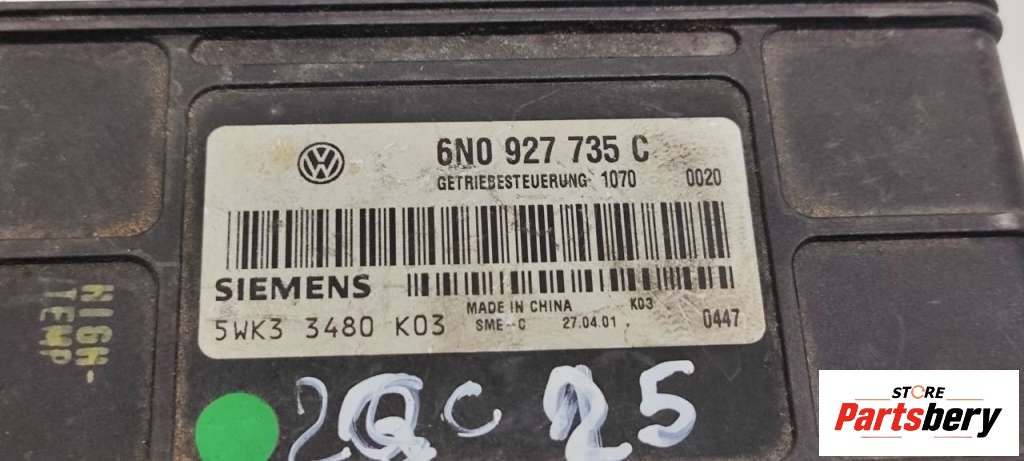 6N0 927 735 C
GETRIEBESTEUERUNG 1070 0020
SIEMENS
MADE IN CHINA K03
5WK3 3480 K03 SME-C 27.04.01 0447
HIGH-
TEMP
25
STORE
Partsbery